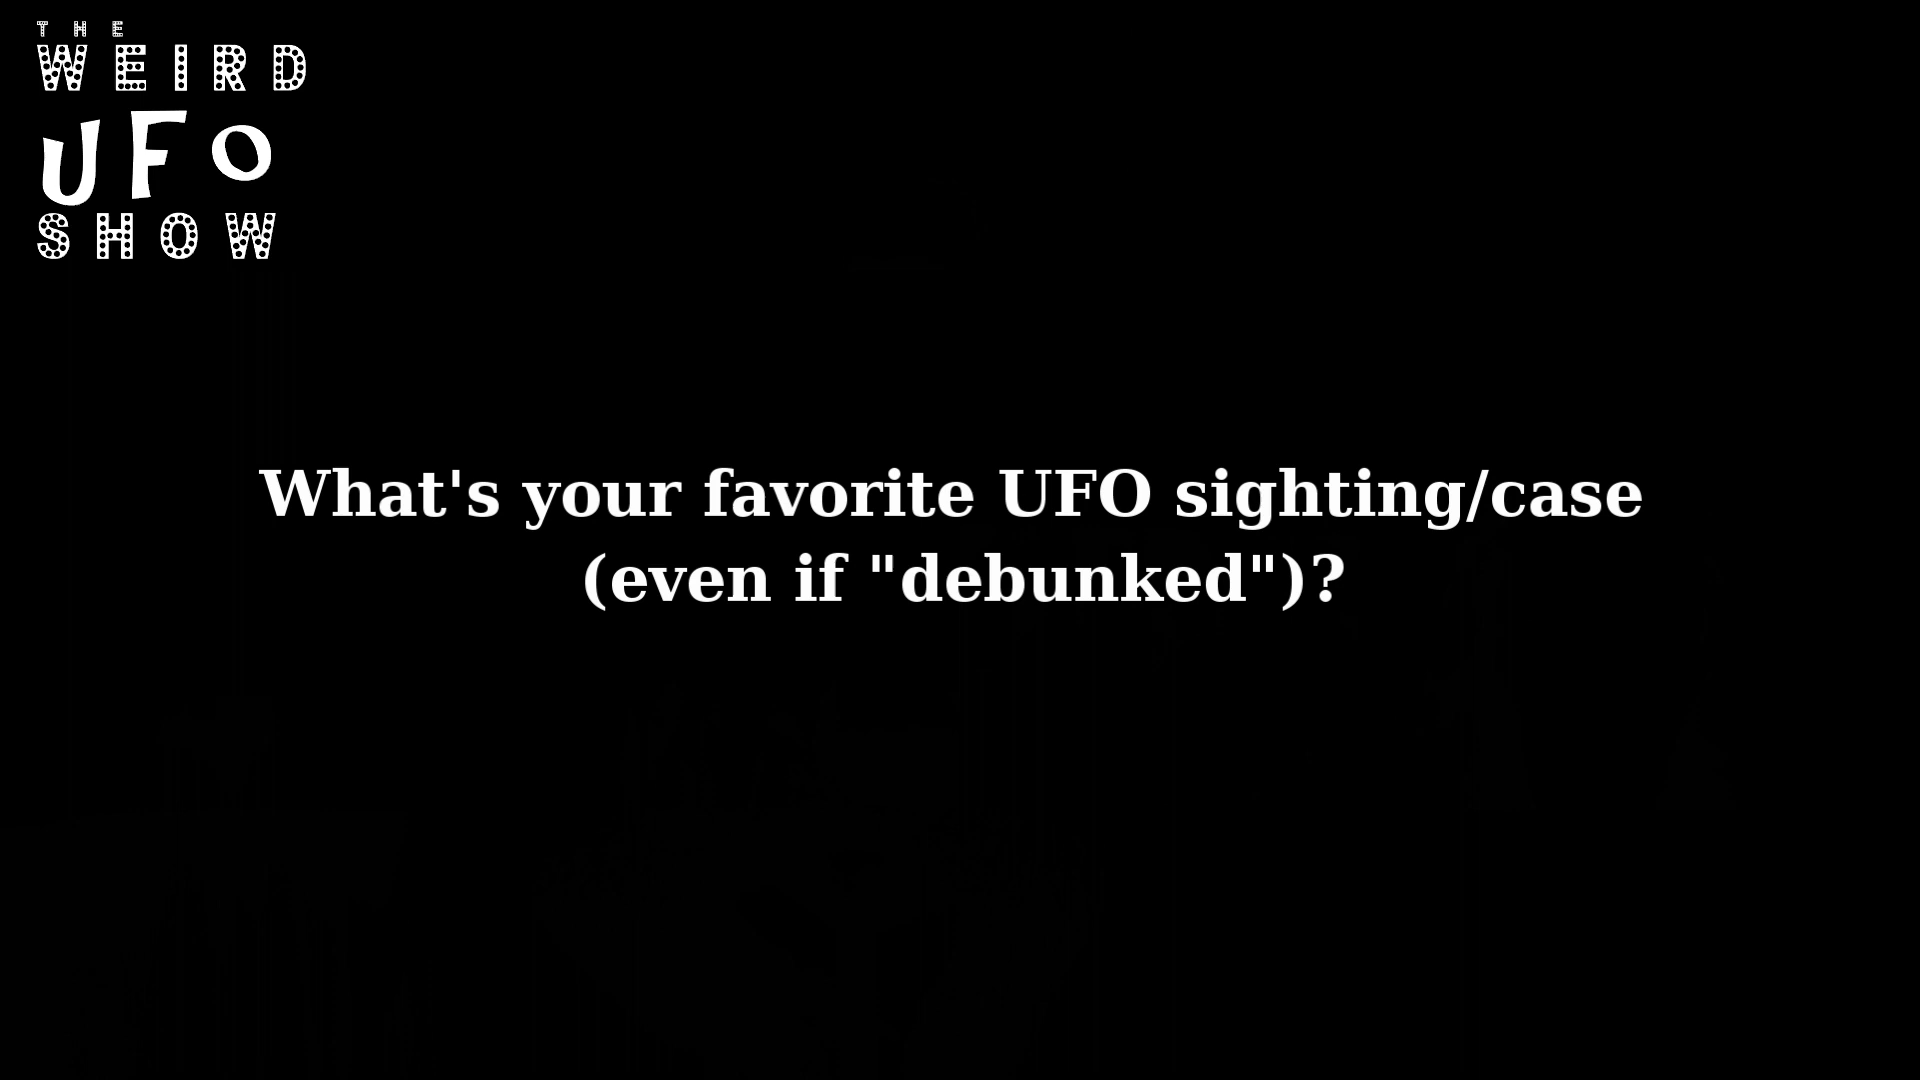 THE
WEIRD
UFO
SHOW
What's your favorite UFO sighting/case
(even if "debunked")?